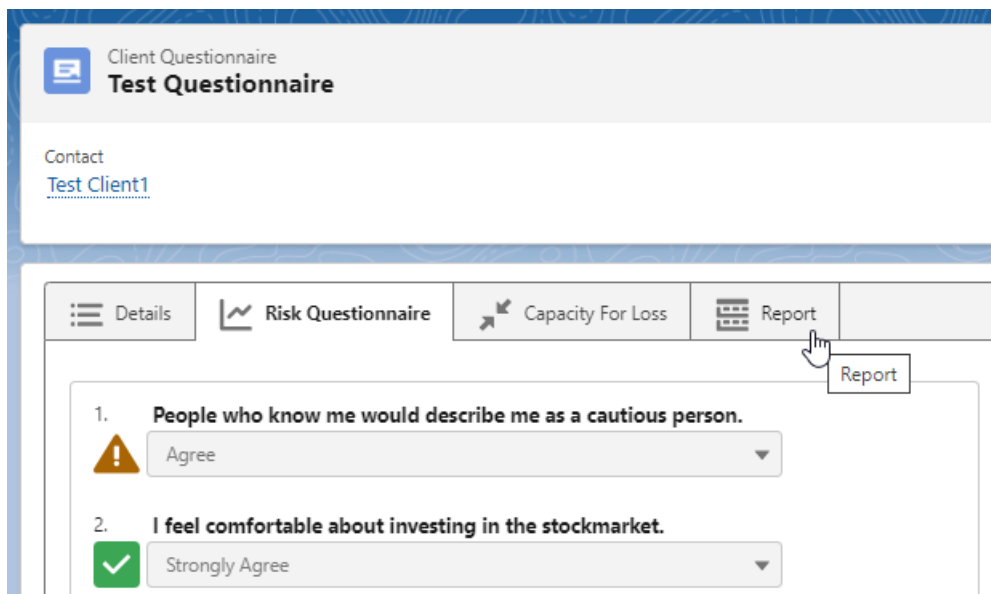 Client Questionnaire
Test Questionnaire
Contact
Test Client1
Details
Risk Questionnaire
Capacity For Loss
Report
Report
1. People who know me would describe me as a cautious person.
Agree
2. I feel comfortable about investing in the stockmarket.
Strongly Agree